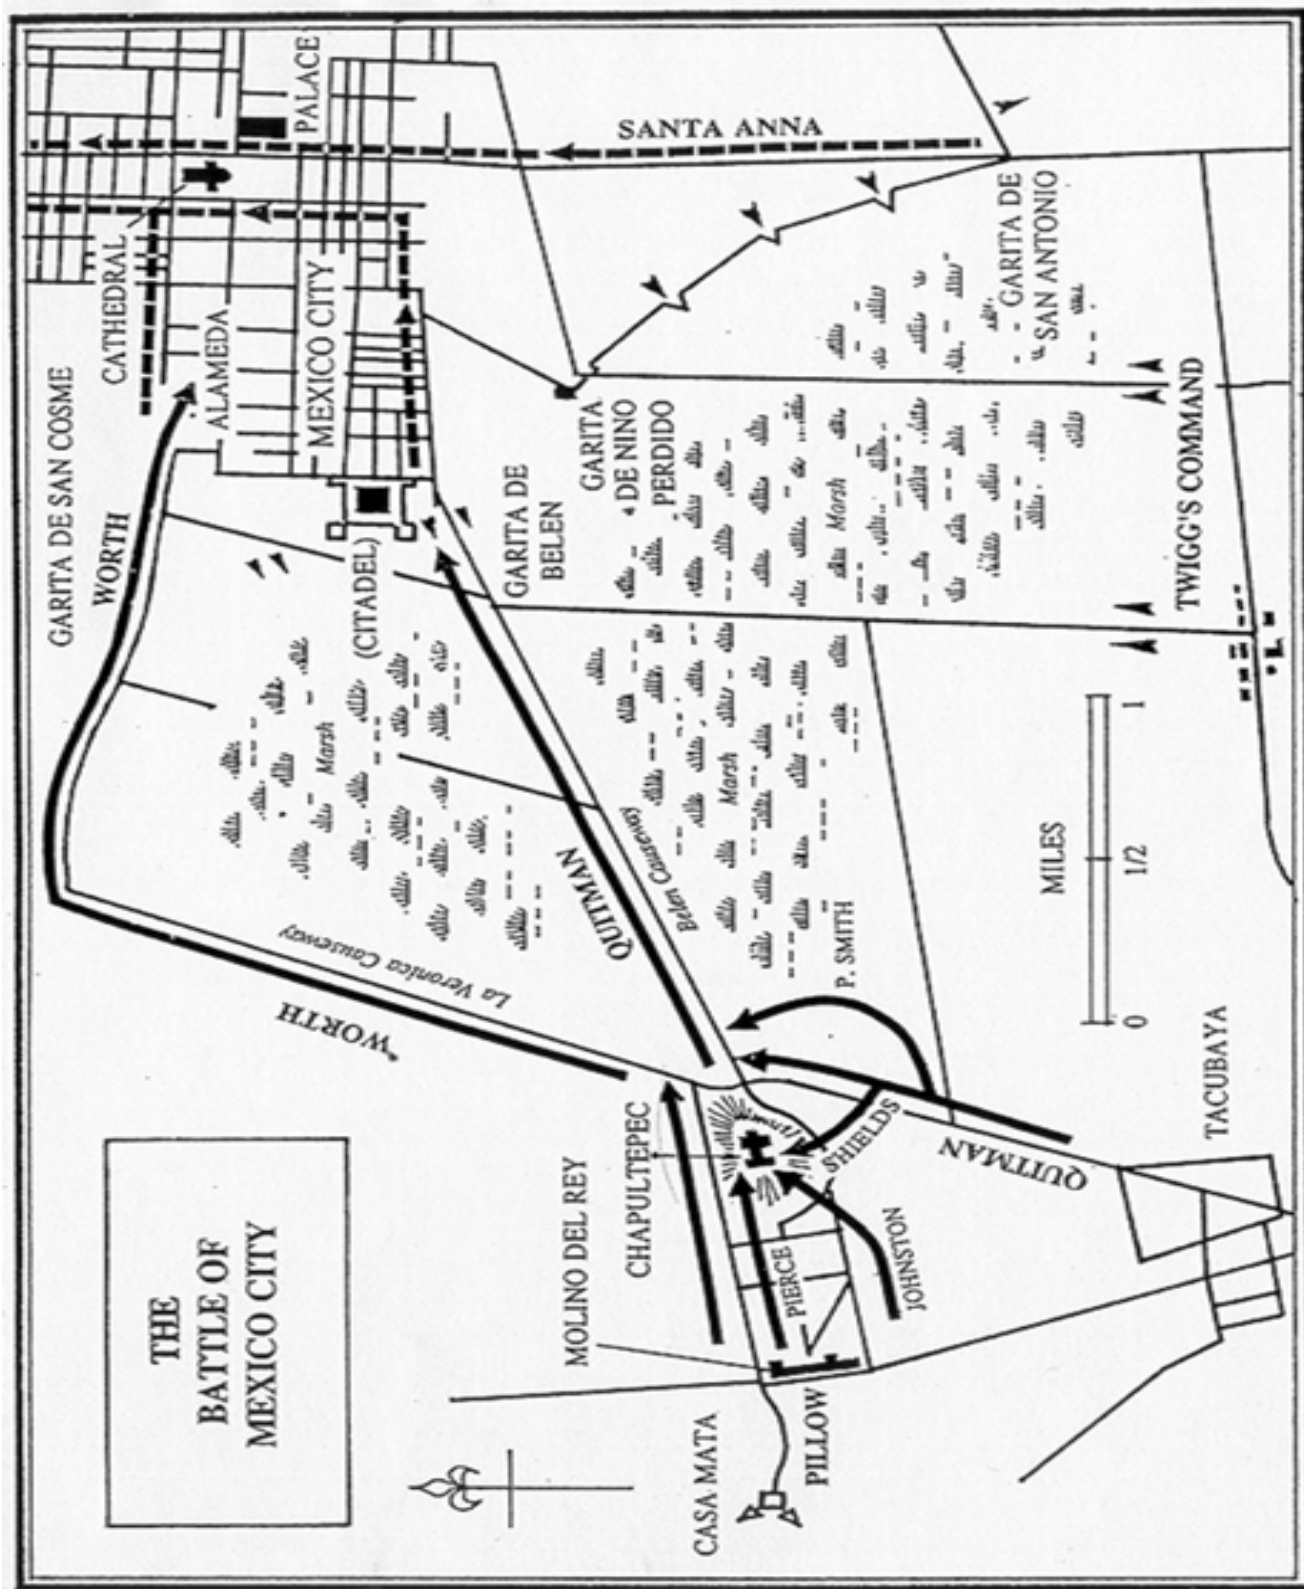 THE
BATTLE OF
MEXICO CITY
GARITA DE SAN COSME
WORTH
CATHEDRAL
ALAMEDA
MEXICO CITY
PALACE
(CITADEL)
Marsh
La Veronica Causeway
WORTH
GARITA DE
BELEN
QUITMAN
Belen Causeway
GARITA
DE NINO
PERDIDO
SANTA ANNA
GARITA DE
SAN ANTONIO
Marsh
Marsh
TWIGG'S COMMAND
P. SMITH
MILES
0
1/2
1
TACUBAYA
CHAPULTEPEC
MOLINO DEL REY
CASA MATA
PILLOW
PIERCE
JOHNSTON
SHIELDS
QUITMAN